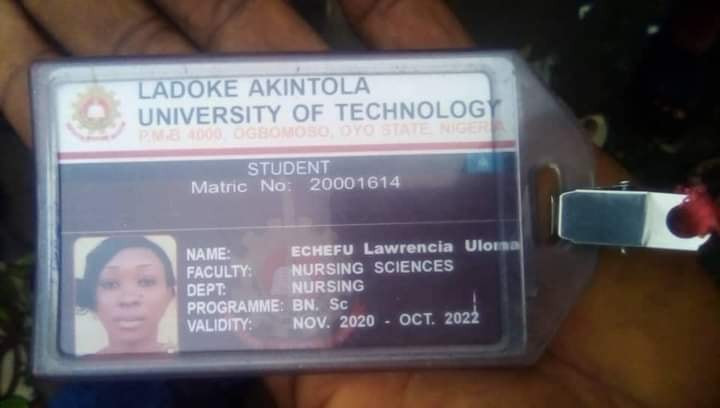 LADOKE AKINTOLA
UNIVERSITY OF TECHNOLOGY
P.M.B 4000, OGBOMOSO, OYO STATE, NIGERIA
STUDENT
Matric No: 20001614
NAME: ECHEFU Lawrencia Uloma
FACULTY: NURSING SCIENCES
DEPT: NURSING
PROGRAMME: BN. Sc
VALIDITY: NOV. 2020 - OCT. 2022